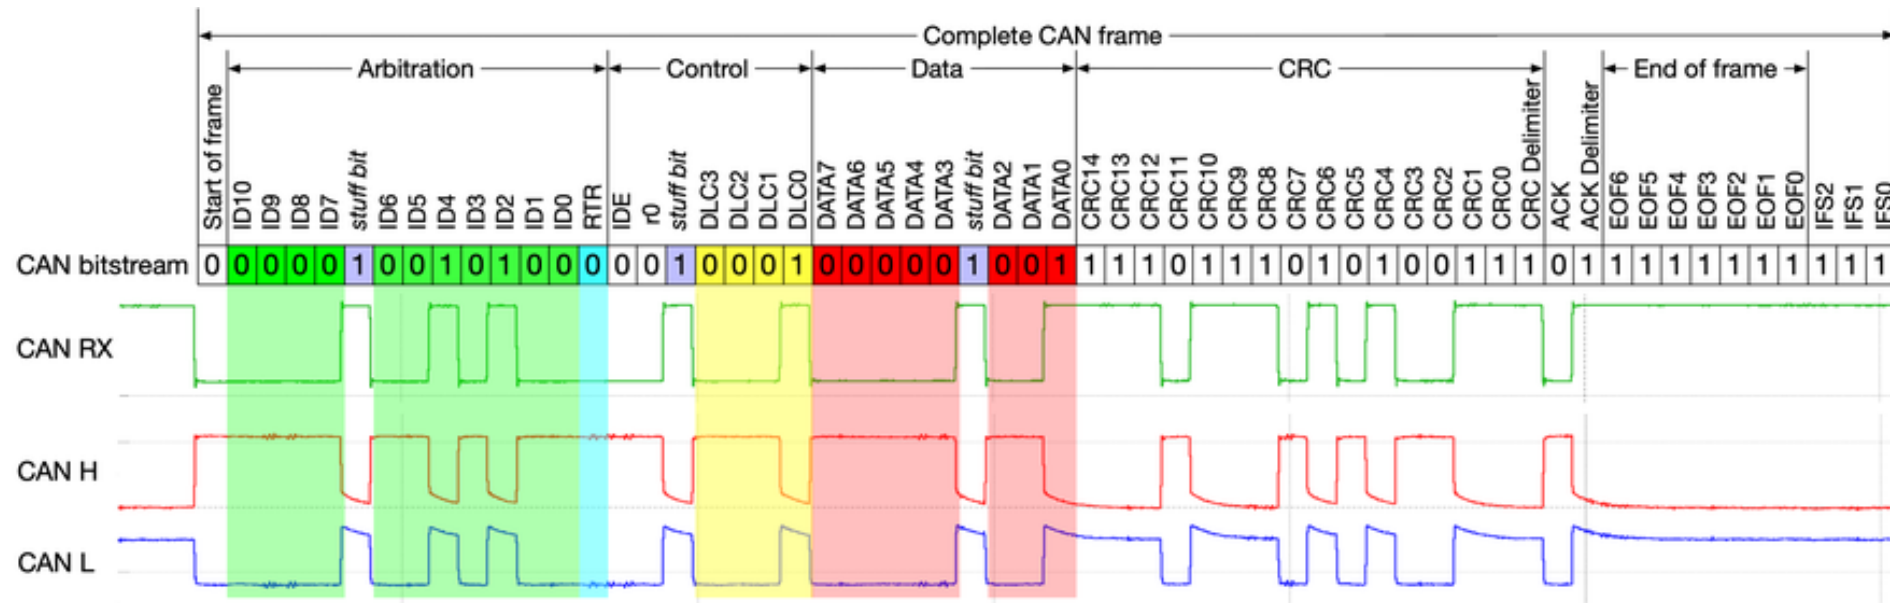 Complete CAN frame
Arbitration Control Data CRC End of frame
Start of frame ID10 ID9 ID8 ID7 stuff bit ID6 ID5 ID4 ID3 ID2 ID1 ID0 RTR IDE r0 stuff bit DLC3 DLC2 DLC1 DLC0 DATA7 DATA6 DATA5 DATA4 DATA3 stuff bit DATA2 DATA1 DATA0 CRC14 CRC13 CRC12 CRC11 CRC10 CRC9 CRC8 CRC7 CRC6 CRC5 CRC4 CRC3 CRC2 CRC1 CRC0 CRC Delimiter ACK ACK Delimiter EOF6 EOF5 EOF4 EOF3 EOF2 EOF1 EOF0 IFS2 IFS1 IFS0
CAN bitstream 0 0 0 0 0 1 0 0 1 0 1 0 0 0 0 0 1 0 0 0 1 0 0 0 0 0 1 0 0 1 1 1 1 0 1 1 1 0 1 0 1 0 0 1 1 1 0 1 1 1 1 1 1 1 1 1 1 1
CAN RX
CAN H
CAN L